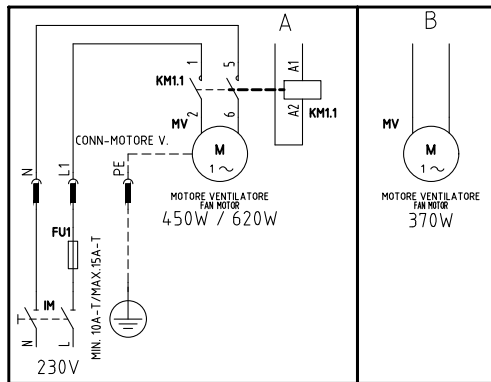 A
B
1
5
A1
KM1.1
A2
KM1.1
2
6
MV
MV
CONN-MOTORE V.
M
1 ~
M
1 ~
N
L1
PE
MOTORE VENTILATORE
FAN MOTOR
450W / 620W
MOTORE VENTILATORE
FAN MOTOR
370W
FU1
MIN. 10A-T/MAX.15A-T
IM
N
L
230V